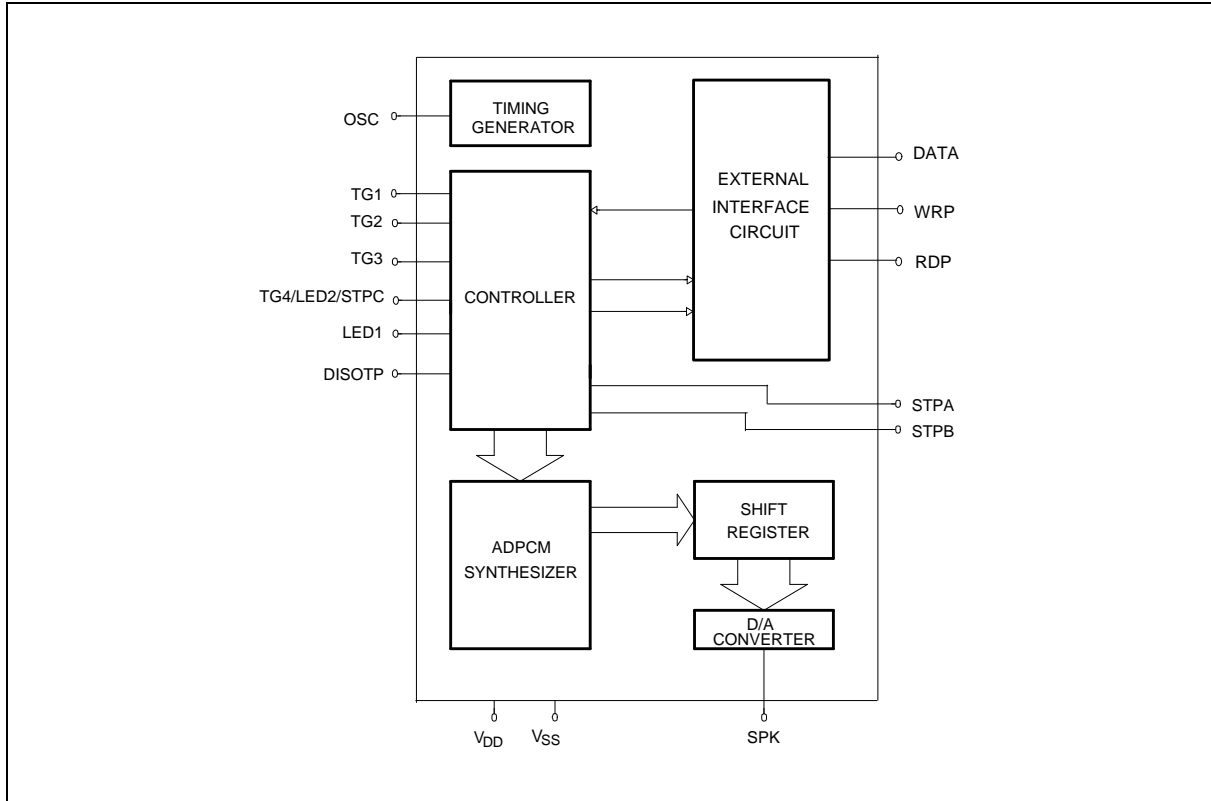 OSC
TIMING
GENERATOR
TG1
TG2
TG3
TG4/LED2/STPC
LED1
DISOTP
CONTROLLER
EXTERNAL
INTERFACE
CIRCUIT
DATA
WRP
RDP
STPA
STPB
ADPCM
SYNTHESIZER
SHIFT
REGISTER
D/A
CONVERTER
VDD
VSS
SPK